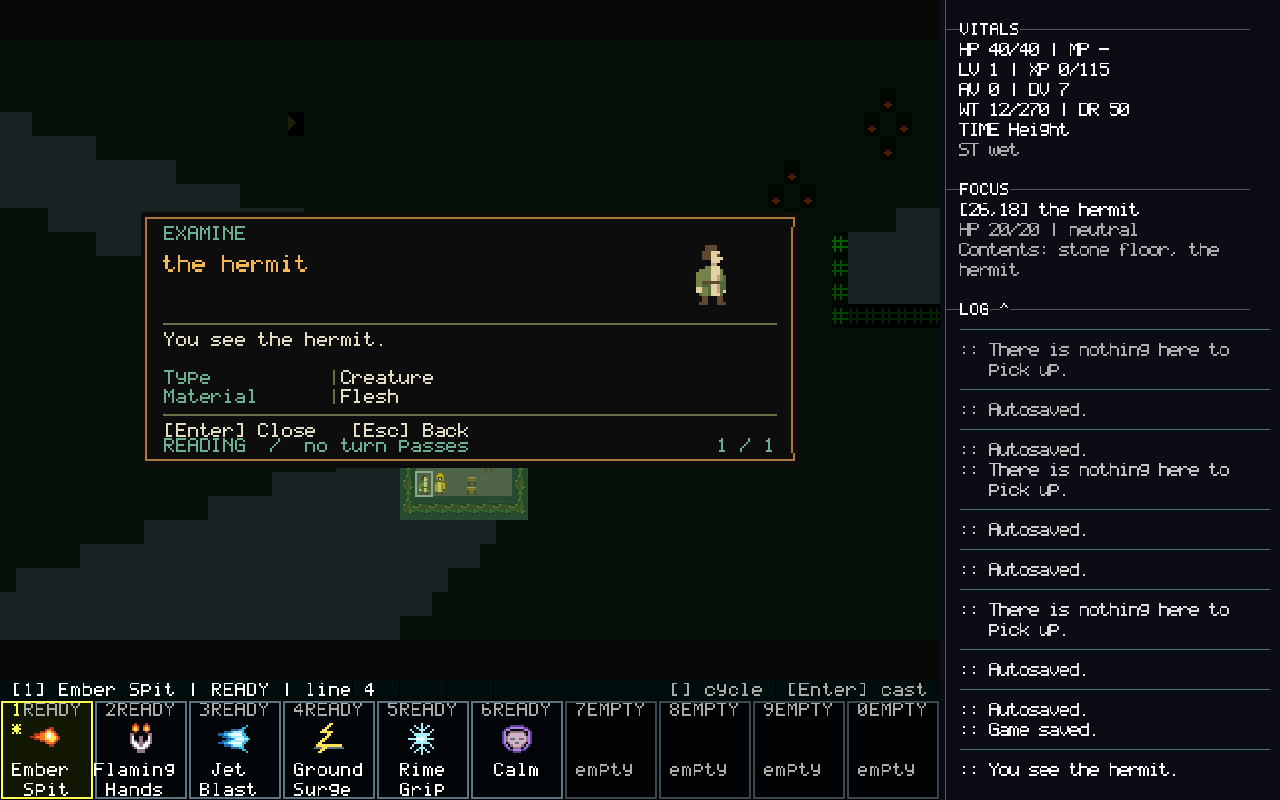 EXAMINE
the hermit
You see the hermit.
Type |Creature
Material |Flesh
[Enter] Close [Esc] Back
READING / no turn Passes 1 / 1
[1] Ember SPit | READY | line 4 [] cycle [Enter] cast
1READY 2READY 3READY 4READY 5READY 6READY 7EMPTY 8EMPTY 9EMPTY 0EMPTY
*
Ember Flaming Jet Ground Rime Calm emPty emPty emPty emPty
SPit Hands Blast Surge GriP
VITALS
HP 40/40 | MP -
LV 1 | XP 0/115
AV 0 | DV 7
WT 12/270 | DR 50
TIME Height
ST wet
FOCUS
[26,18] the hermit
HP 20/20 | neutral
Contents: stone floor, the
hermit
LOG ^
:: There is nothing here to
Pick uP.
:: Autosaved.
:: Autosaved.
:: There is nothing here to
Pick uP.
:: Autosaved.
:: Autosaved.
:: There is nothing here to
Pick uP.
:: Autosaved.
:: Autosaved.
:: Game saved.
:: You see the hermit.